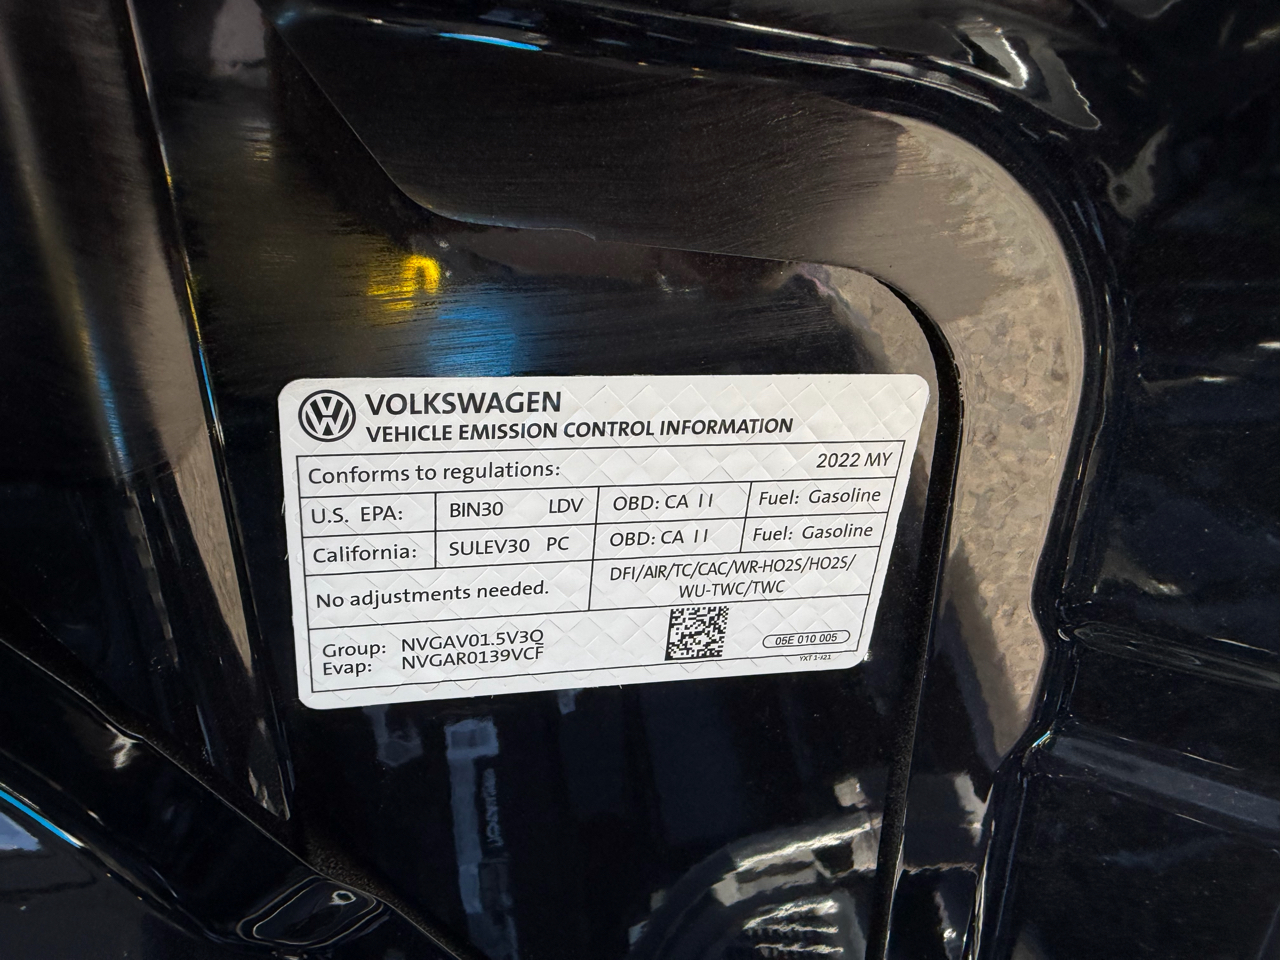 VOLKSWAGEN
VEHICLE EMISSION CONTROL INFORMATION
Conforms to regulations: 2022 MY
U.S. EPA: BIN30 LDV OBD: CA II Fuel: Gasoline
California: SULEV30 PC OBD: CA II Fuel: Gasoline
No adjustments needed. DFI/AIR/TC/CAC/WR-HO2S/HO2S/
WU-TWC/TWC
Group: NVGAV01.5V3Q
Evap: NVGAR0139VCF
05E 010 005